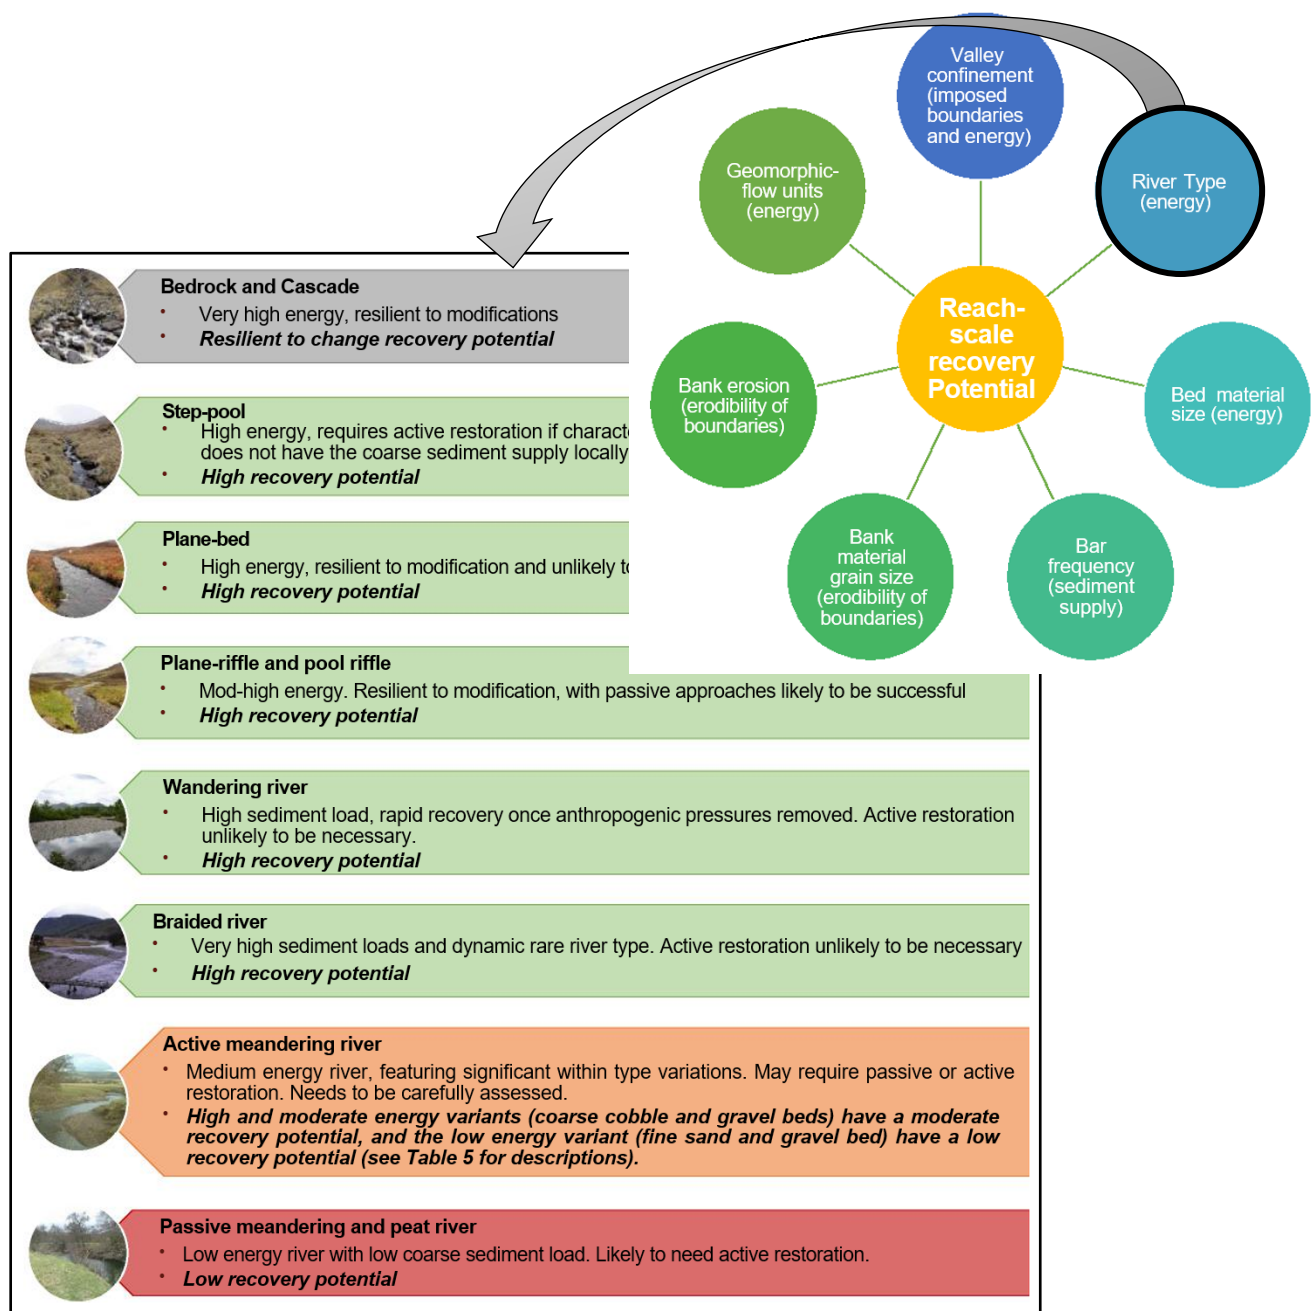 Valley
confinement
(imposed
boundaries
and energy)
River Type
(energy)
Geomorphic-
flow units
(energy)
Reach-
scale
recovery
Potential
Bank erosion
(erodibility of
boundaries)
Bed material
size (energy)
Bank
material
grain size
(erodibility of
boundaries)
Bar
frequency
(sediment
supply)
Bedrock and Cascade
• Very high energy, resilient to modifications
• Resilient to change recovery potential
Step-pool
• High energy, requires active restoration if
does not have the coarse sediment supply locally
• High recovery potential
Plane-bed
• High energy, resilient to modification and unlikely
• High recovery potential
Plane-riffle and pool riffle
• Mod-high energy. Resilient to modification, with passive approaches likely to be successful
• High recovery potential
Wandering river
• High sediment load, rapid recovery once anthropogenic pressures removed. Active restoration
unlikely to be necessary.
• High recovery potential
Braided river
• Very high sediment loads and dynamic rare river type. Active restoration unlikely to be necessary
• High recovery potential
Active meandering river
• Medium energy river, featuring significant within type variations. May require passive or active
restoration. Needs to be carefully assessed.
• High and moderate energy variants (coarse cobble and gravel beds) have a moderate
recovery potential, and the low energy variant (fine sand and gravel bed) have a low
recovery potential (see Table 5 for descriptions).
Passive meandering and peat river
• Low energy river with low coarse sediment load. Likely to need active restoration.
• Low recovery potential